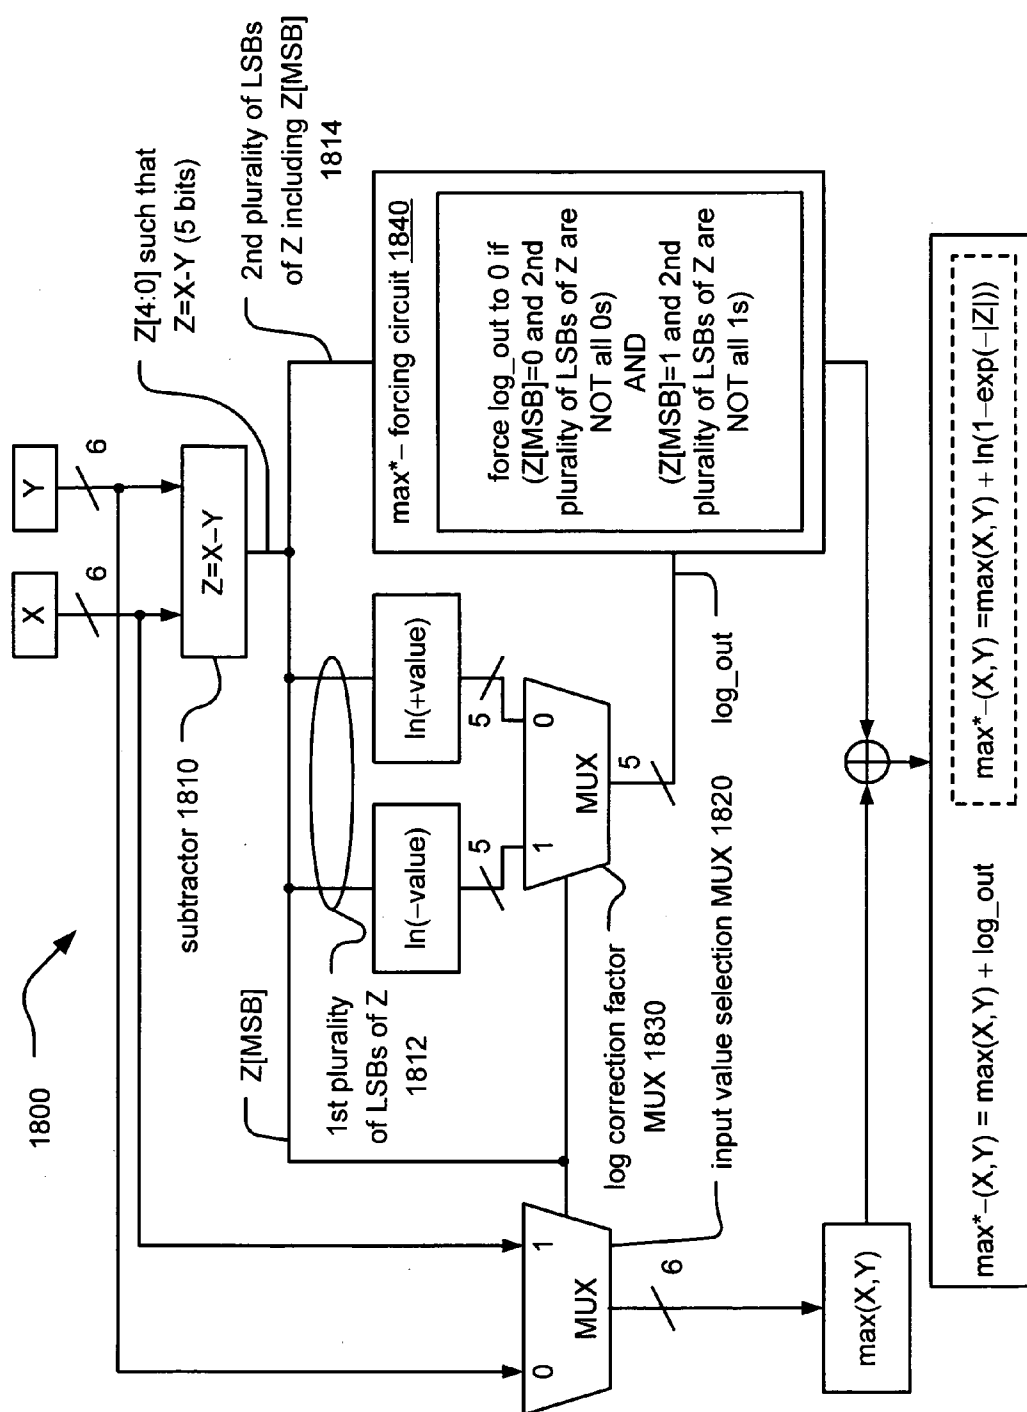 1800
X
Y
6
6
Z=X–Y
subtractor 1810
Z[4:0] such that
Z=X-Y (5 bits)
2nd plurality of LSBs
of Z including Z[MSB]
1814
Z[MSB]
1st plurality
of LSBs of Z
1812
ln(–value)
ln(+value)
5
5
1
0
MUX
5
log correction factor
MUX 1830
input value selection MUX 1820
log_out
max*– forcing circuit 1840
force log_out to 0 if
(Z[MSB]=0 and 2nd
plurality of LSBs of Z are
NOT all 0s)
AND
(Z[MSB]=1 and 2nd
plurality of LSBs of Z are
NOT all 1s)
0
1
MUX
6
max(X,Y)
max*–(X,Y) = max(X,Y) + log_out
max*–(X,Y) =max(X,Y) + ln(1–exp(–|Z|))